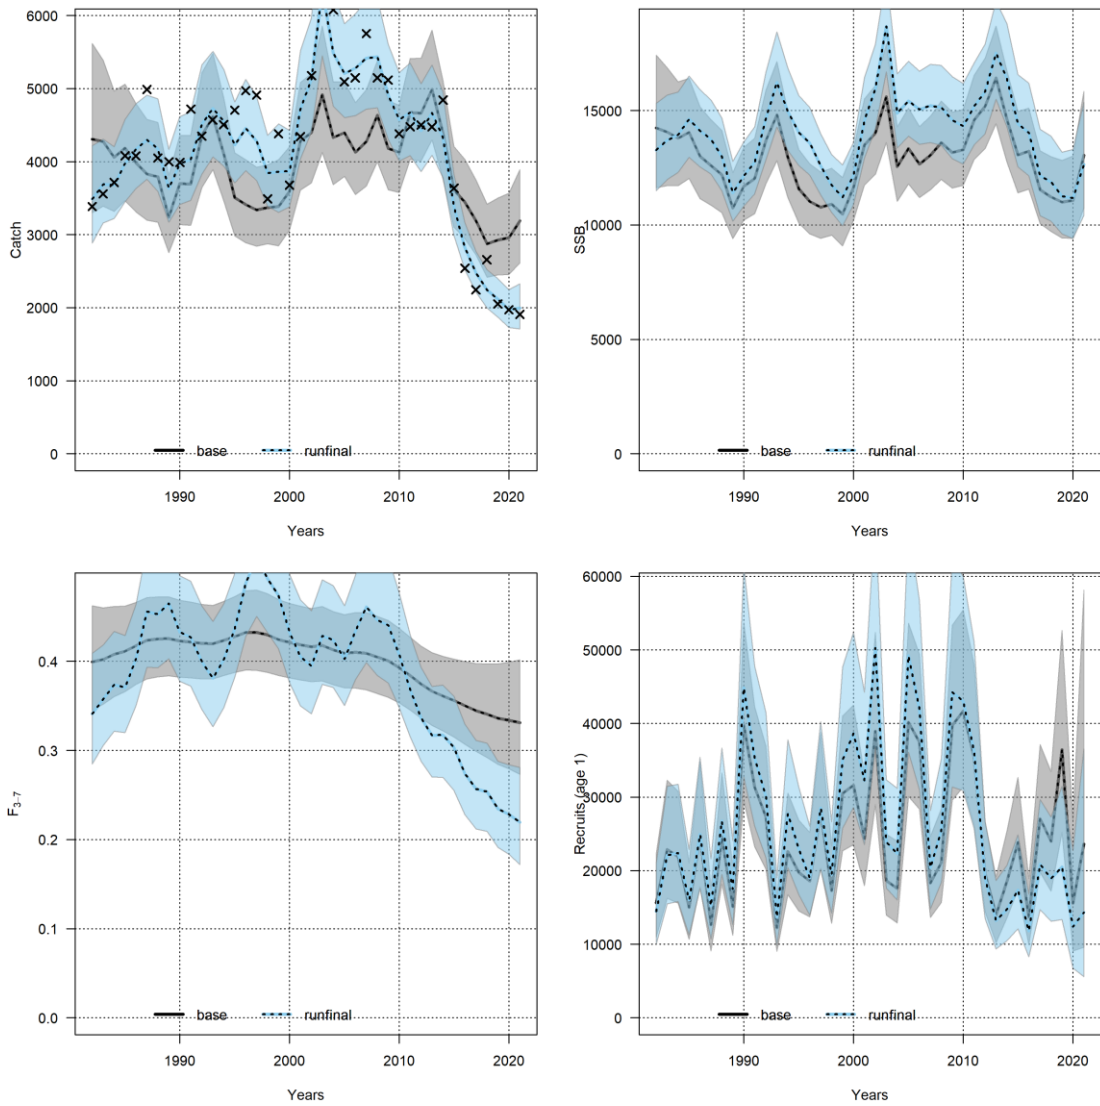 Catch
6000
5000
4000
3000
2000
1000
0
base
runfinal
1990
2000
2010
2020
Years
SSB
15000
10000
5000
0
base
runfinal
1990
2000
2010
2020
Years
F3-7
0.4
0.3
0.2
0.1
0.0
base
runfinal
1990
2000
2010
2020
Years
Recruits (age 1)
60000
50000
40000
30000
20000
10000
0
base
runfinal
1990
2000
2010
2020
Years